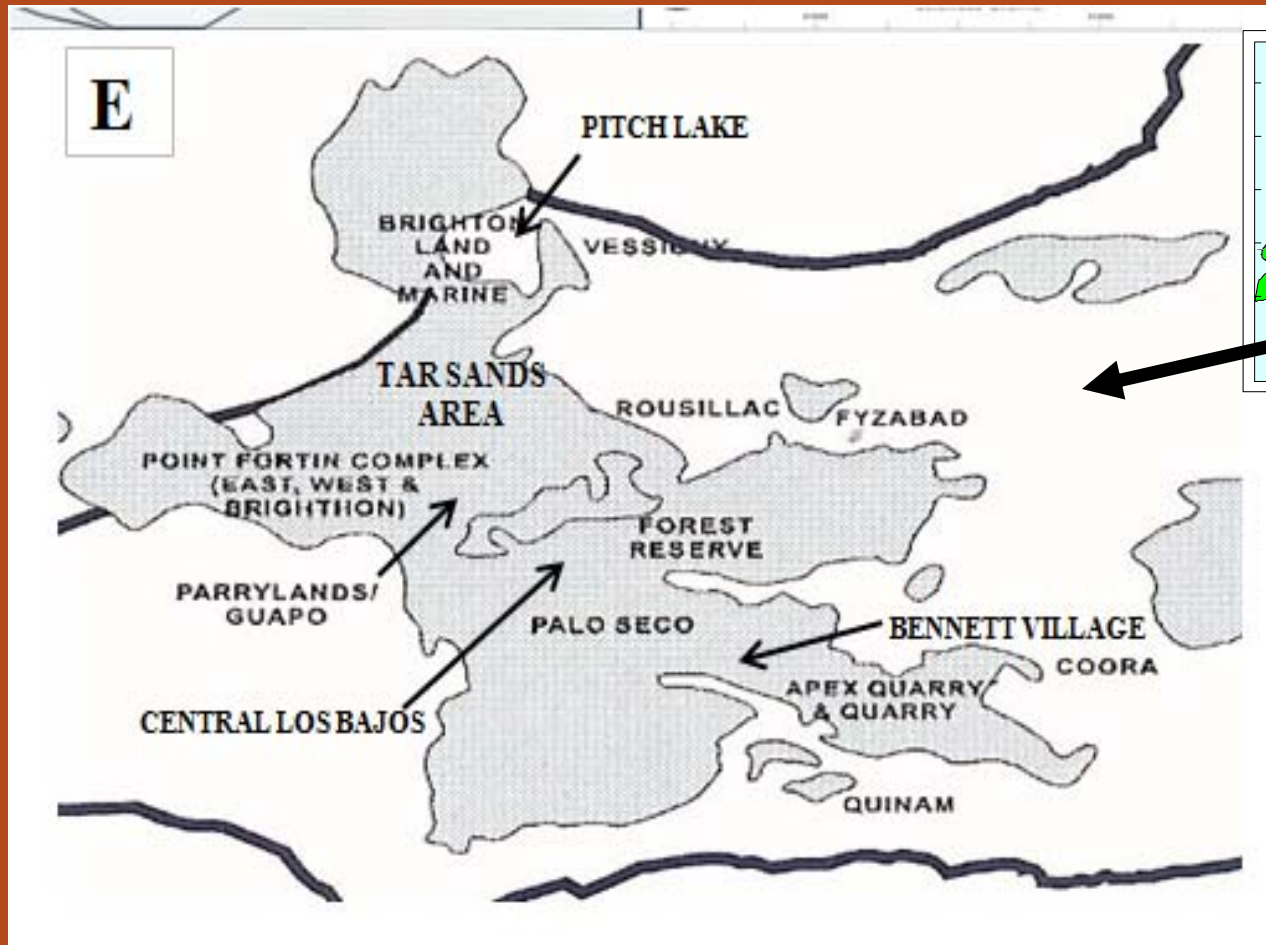 E
PITCH LAKE
BRIGHTON
LAND
AND
MARINE
VESSIGNY
TAR SANDS
AREA
ROUSILLAC
FYZABAD
POINT FORTIN COMPLEX
(EAST, WEST &
BRIGHTHON)
FOREST
RESERVE
PARRYLANDS/
GUAPO
PALO SECO
BENNETT VILLAGE
COORA
APEX QUARRY
& QUARRY
CENTRAL LOS BAJOS
QUINAM